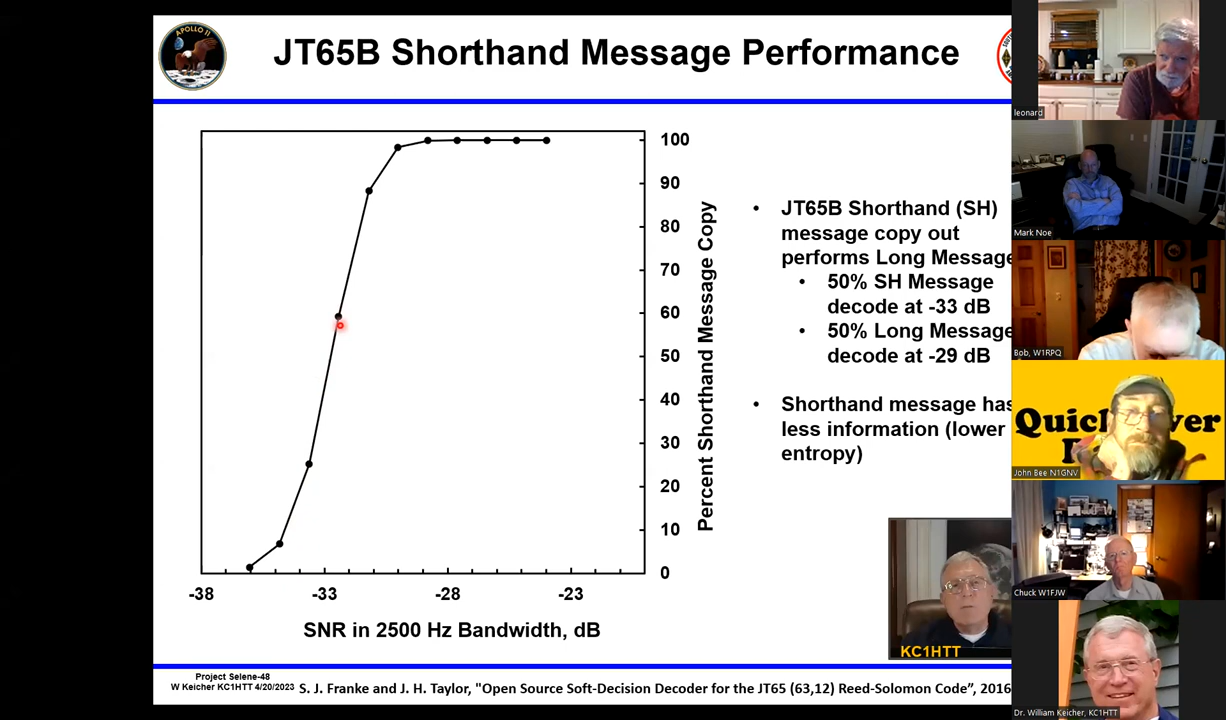 APOLLO 11
JT65B Shorthand Message Performance
100
90
80
70
60
50
40
30
20
10
0
Percent Shorthand Message Copy
-38
-33
-28
-23
SNR in 2500 Hz Bandwidth, dB
• JT65B Shorthand (SH)
message copy out
performs Long Message
• 50% SH Message
decode at -33 dB
• 50% Long Message
decode at -29 dB
• Shorthand message has
less information (lower
entropy)
KC1HTT
Project Selene-48
W Keicher KC1HTT 4/20/2023
S. J. Franke and J. H. Taylor, "Open Source Soft-Decision Decoder for the JT65 (63,12) Reed-Solomon Code”, 2016
leonard
Mark Noe
Bob, W1RPQ
John Bee N1GNV
Chuck W1FJW
Dr. William Keicher, KC1HTT